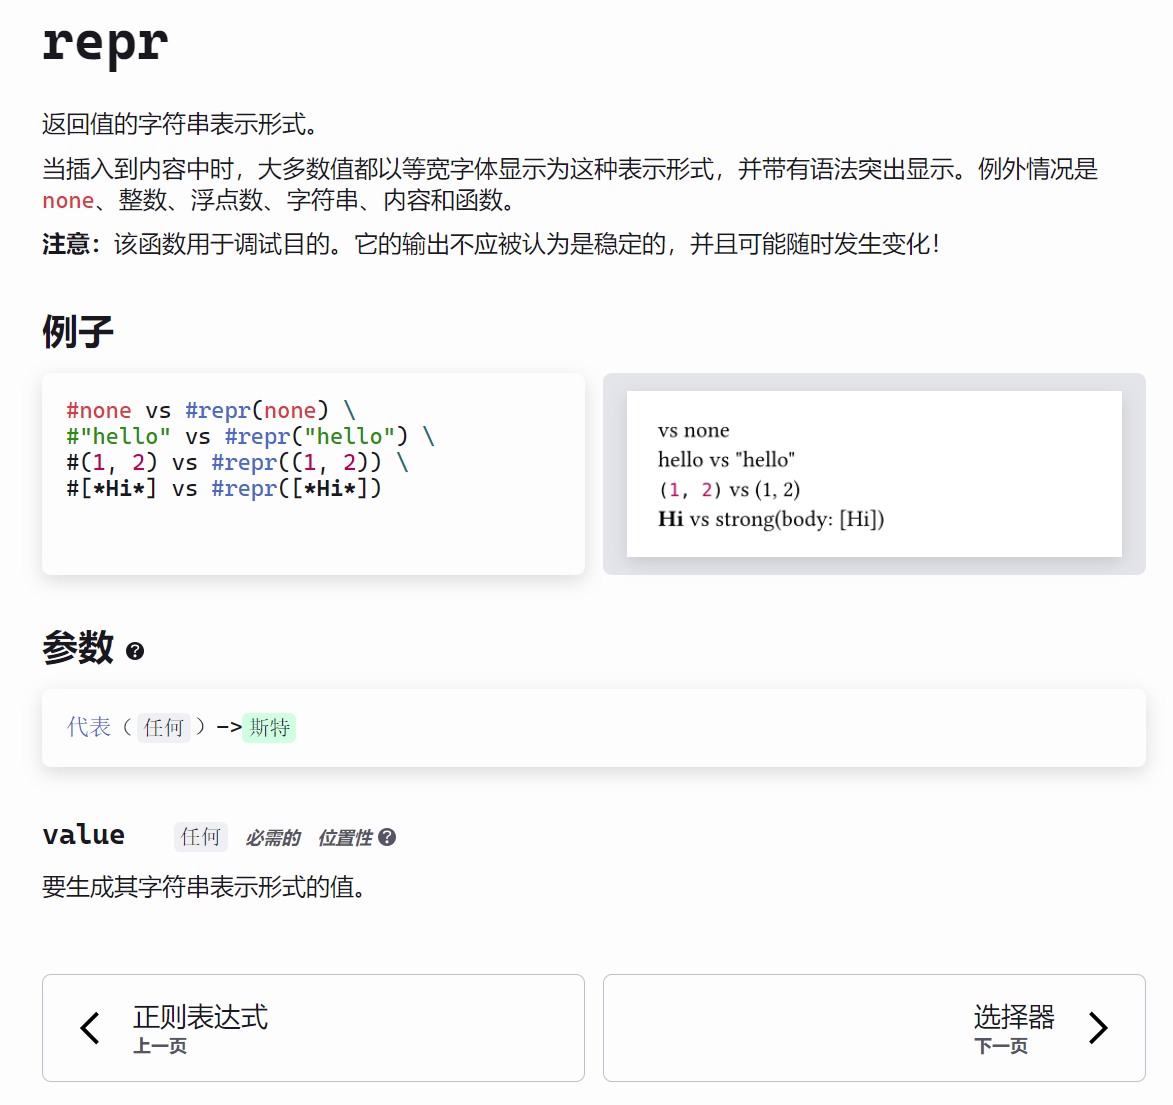 repr
返回值的字符串表示形式。
当插入到内容中时，大多数值都以等宽字体显示为这种表示形式，并带有语法突出显示。例外情况是
none、整数、浮点数、字符串、内容和函数。
注意：该函数用于调试目的。它的输出不应被认为是稳定的，并且可能随时发生变化！
例子
#none vs #repr(none) \
#"hello" vs #repr("hello") \
#(1, 2) vs #repr((1, 2)) \
#[*Hi*] vs #repr([*Hi*])
vs none
hello vs "hello"
(1, 2) vs (1, 2)
Hi vs strong(body: [Hi])
参数 ?
代表（ 任何 ）->斯特
value 任何 必需的 位置性 ?
要生成其字符串表示形式的值。
正则表达式
上一页
选择器
下一页